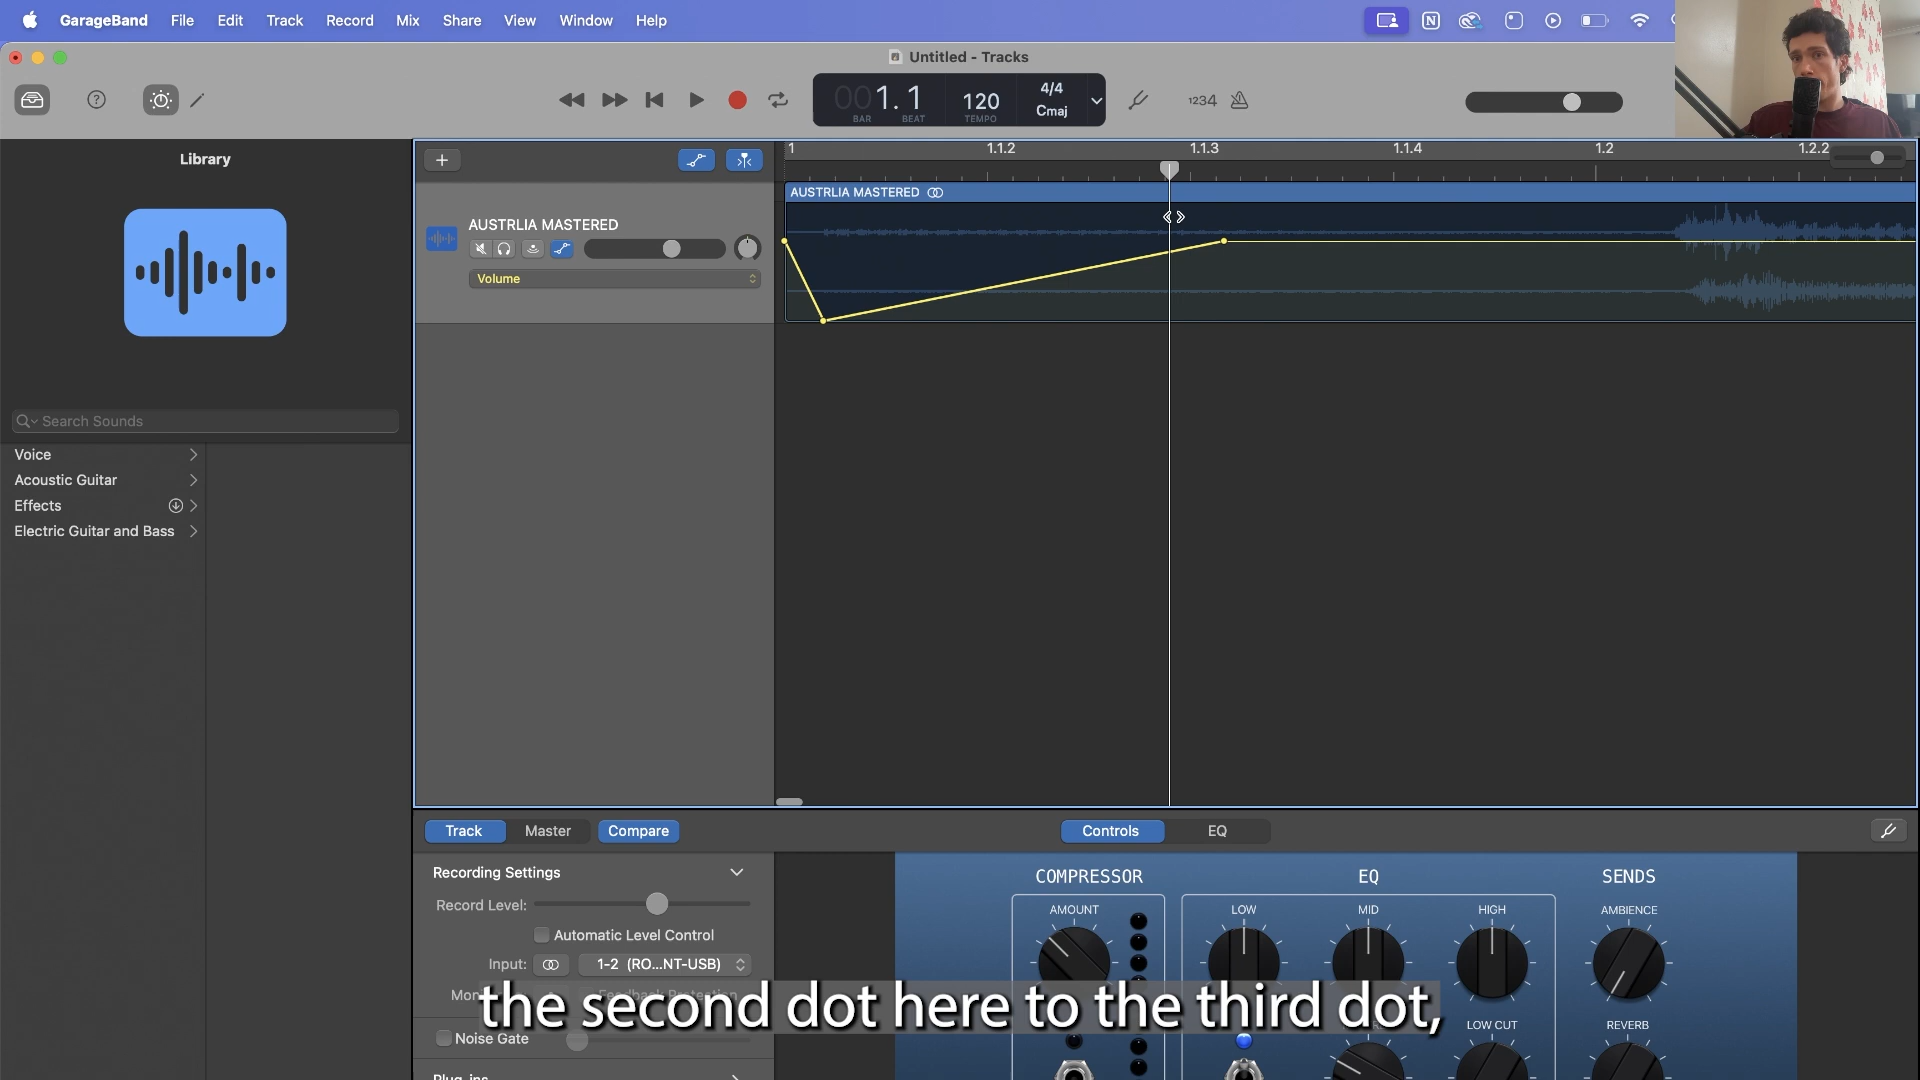 GarageBand File Edit Track Record Mix Share View Window Help
Untitled - Tracks
001.1 120 4/4
BAR BEAT TEMPO Cmaj
1234
Library
1 1.1.2 1.1.3 1.1.4 1.2 1.2.2
AUSTRLIA MASTERED
AUSTRLIA MASTERED
Volume
Search Sounds
Voice
Acoustic Guitar
Effects
Electric Guitar and Bass
Track Master Compare
Controls EQ
Recording Settings
Record Level:
Automatic Level Control
Input: 1-2 (RO...NT-USB)
Feedback Protection
Noise Gate
Plug-ins
COMPRESSOR EQ SENDS
AMOUNT LOW MID HIGH AMBIENCE
LOW CUT REVERB
the second dot here to the third dot,